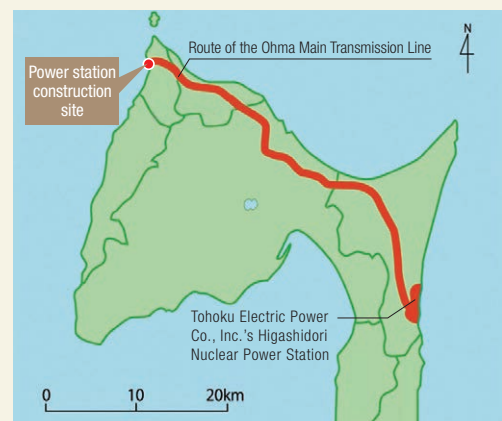 N
Route of the Ohma Main Transmission Line
Power station
construction
site
Tohoku Electric Power
Co., Inc.'s Higashidori
Nuclear Power Station
0 10 20km